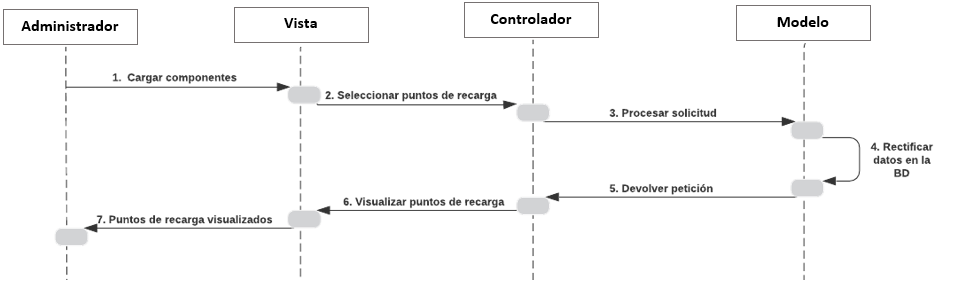 Administrador
Vista
Controlador
Modelo
1. Cargar componentes
2. Seleccionar puntos de recarga
3. Procesar solicitud
4. Rectificar
datos en la
BD
5. Devolver petición
6. Visualizar puntos de recarga
7. Puntos de recarga visualizados